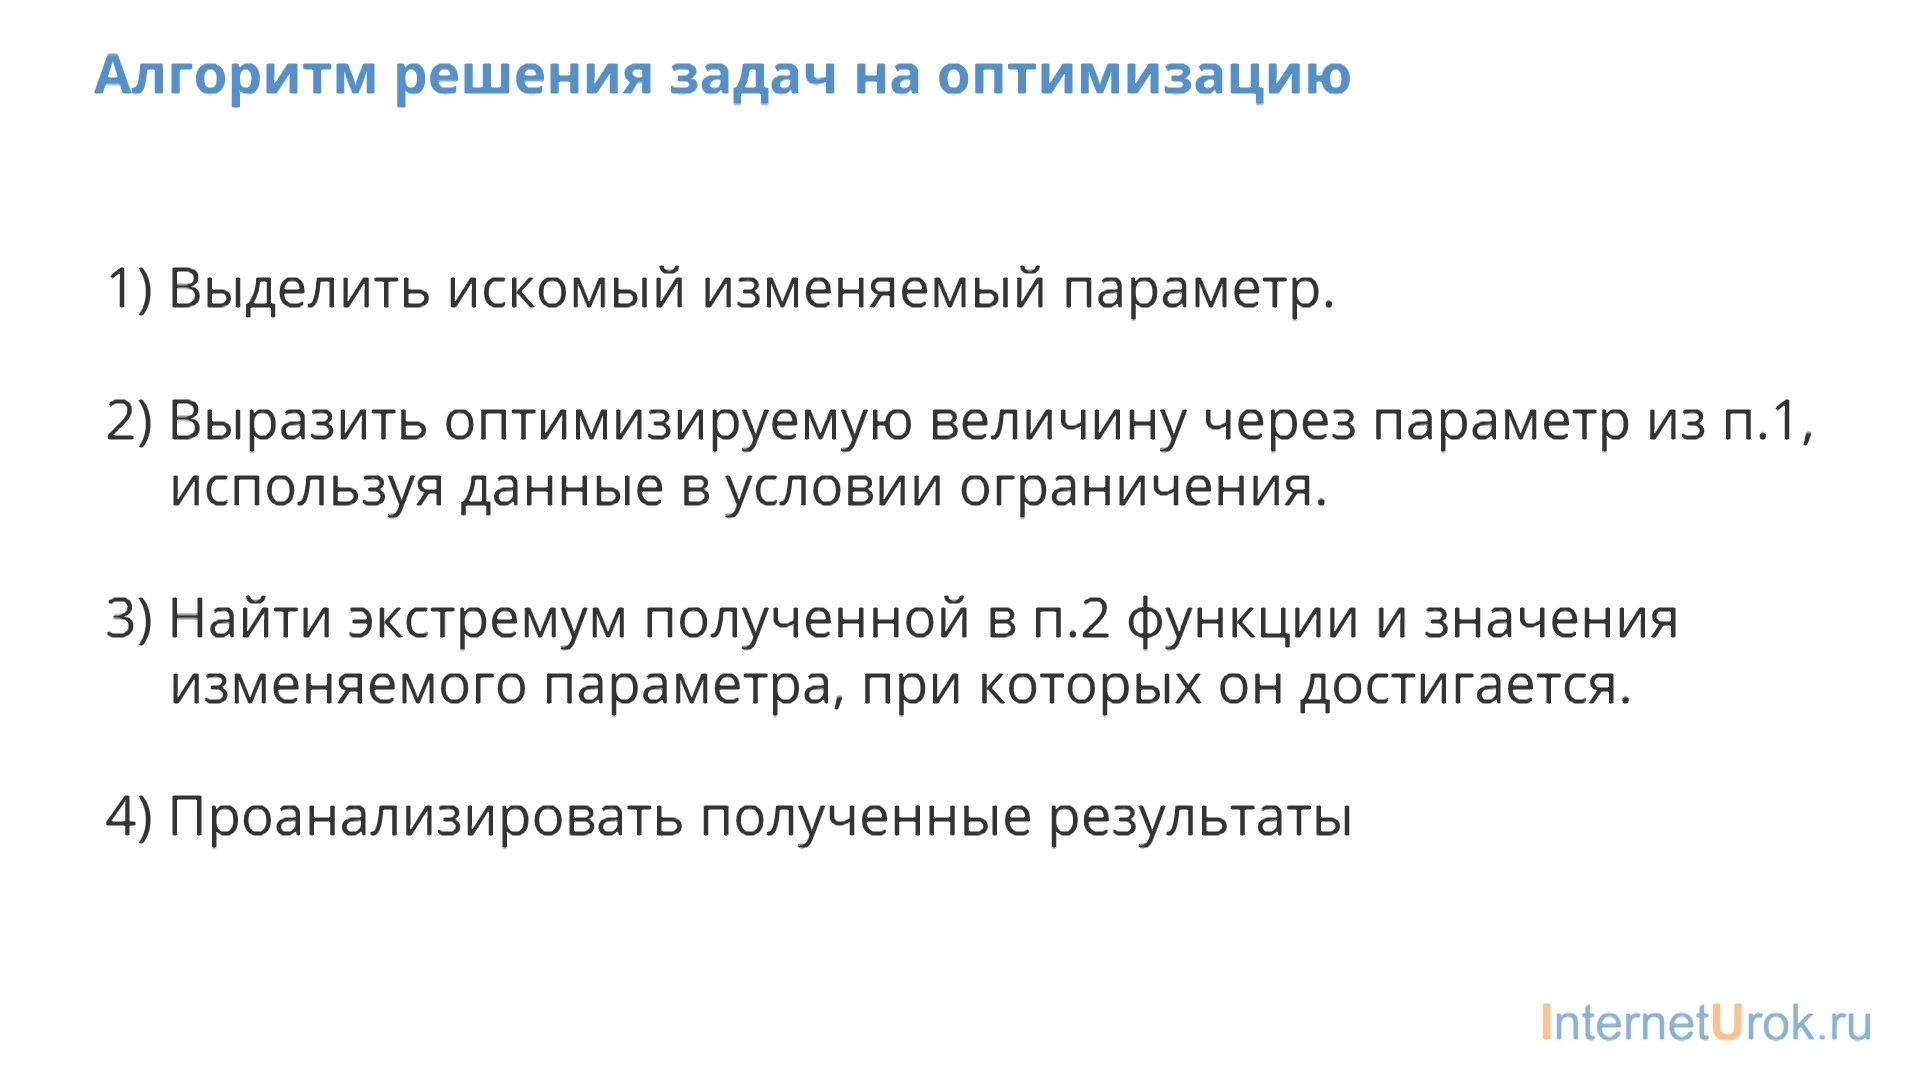 Алгоритм решения задач на оптимизацию
1) Выделить искомый изменяемый параметр.
2) Выразить оптимизируемую величину через параметр из п.1,
используя данные в условии ограничения.
3) Найти экстремум полученной в п.2 функции и значения
изменяемого параметра, при которых он достигается.
4) Проанализировать полученные результаты
InternetUrok.ru